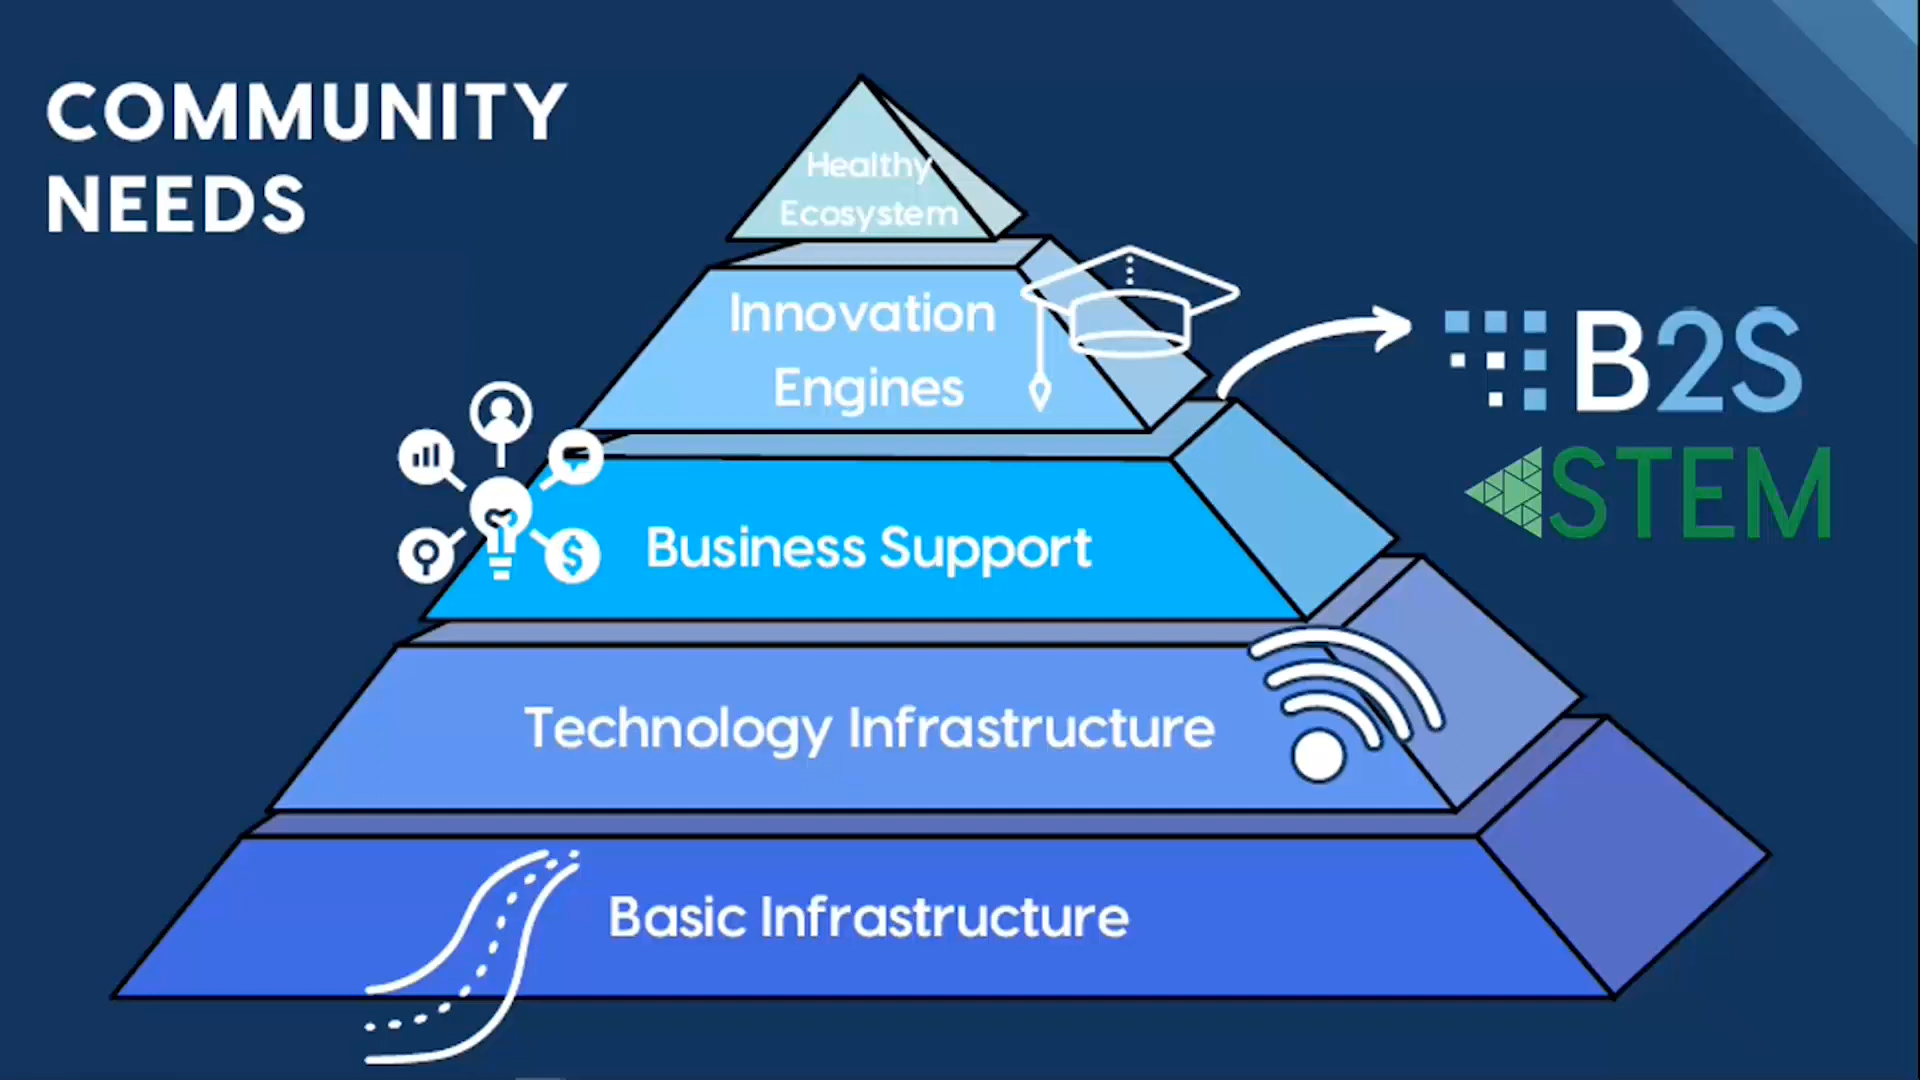 COMMUNITY
NEEDS
Healthy
Ecosystem
Innovation
Engines
Business Support
Technology Infrastructure
Basic Infrastructure
B2S
STEM